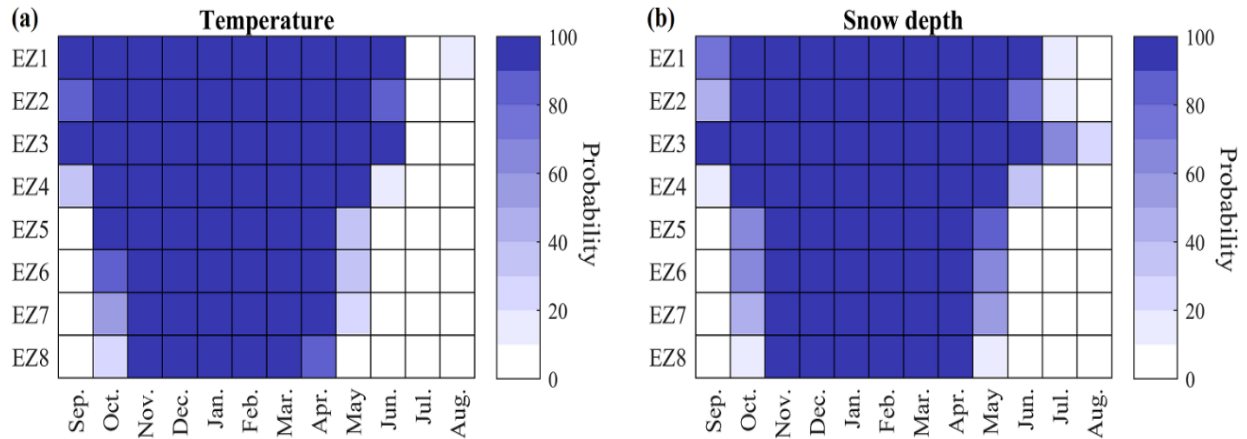 (a) Temperature
EZ1
EZ2
EZ3
EZ4
EZ5
EZ6
EZ7
EZ8
Sep. Oct. Nov. Dec. Jan. Feb. Mar. Apr. May Jun. Jul. Aug.
100
80
60
40
20
0
Probability
(b) Snow depth
EZ1
EZ2
EZ3
EZ4
EZ5
EZ6
EZ7
EZ8
Sep. Oct. Nov. Dec. Jan. Feb. Mar. Apr. May Jun. Jul. Aug.
100
80
60
40
20
0
Probability